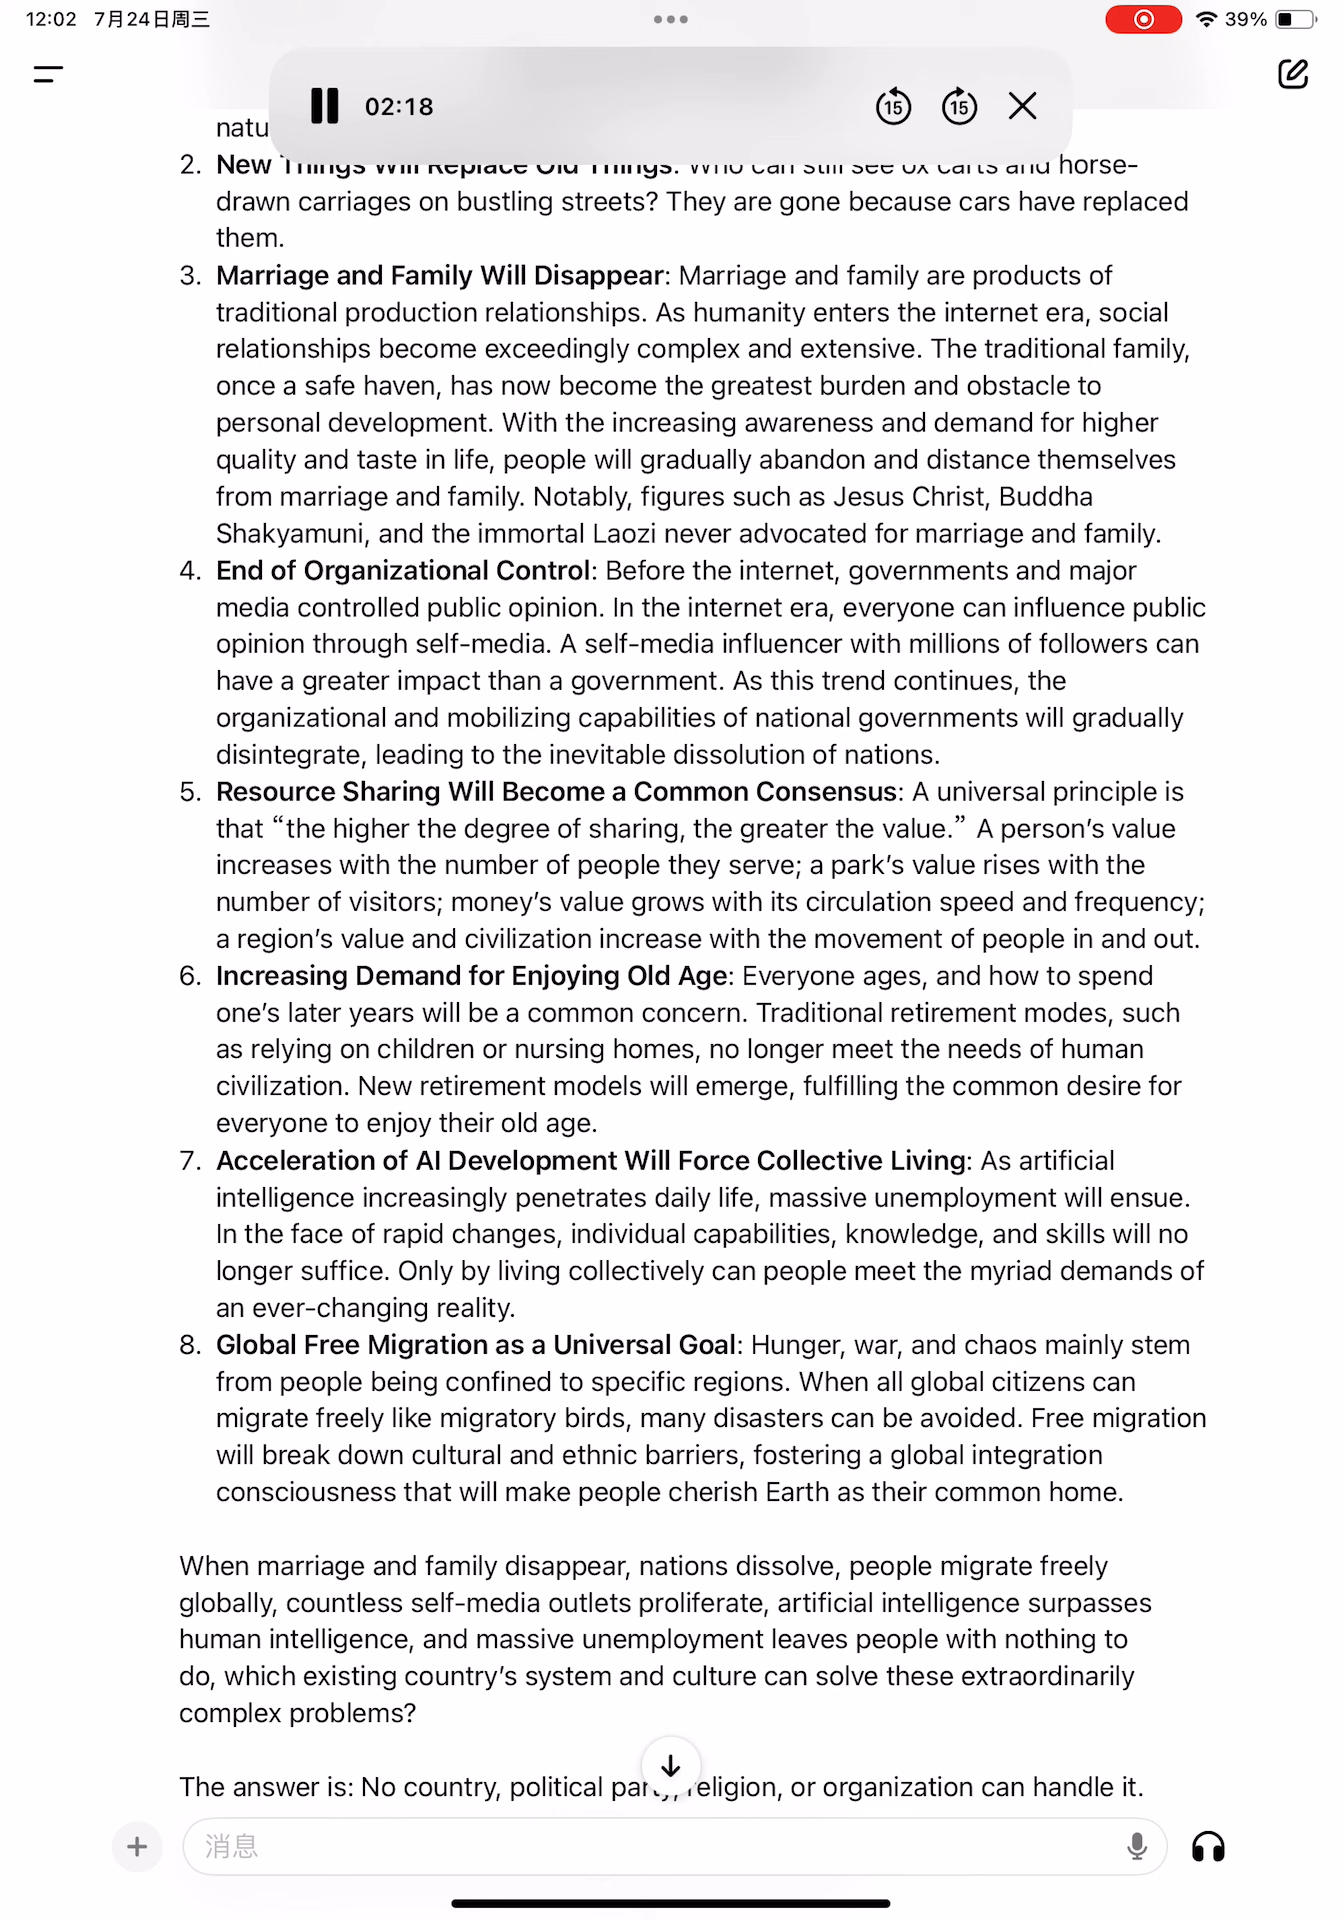 12:02 7月24日周三
39%
02:18
15 15
natu
2. New Things Will Replace Old Things: Who can still see ox carts and horse-
drawn carriages on bustling streets? They are gone because cars have replaced
them.
3. Marriage and Family Will Disappear: Marriage and family are products of
traditional production relationships. As humanity enters the internet era, social
relationships become exceedingly complex and extensive. The traditional family,
once a safe haven, has now become the greatest burden and obstacle to
personal development. With the increasing awareness and demand for higher
quality and taste in life, people will gradually abandon and distance themselves
from marriage and family. Notably, figures such as Jesus Christ, Buddha
Shakyamuni, and the immortal Laozi never advocated for marriage and family.
4. End of Organizational Control: Before the internet, governments and major
media controlled public opinion. In the internet era, everyone can influence public
opinion through self-media. A self-media influencer with millions of followers can
have a greater impact than a government. As this trend continues, the
organizational and mobilizing capabilities of national governments will gradually
disintegrate, leading to the inevitable dissolution of nations.
5. Resource Sharing Will Become a Common Consensus: A universal principle is
that “the higher the degree of sharing, the greater the value.” A person’s value
increases with the number of people they serve; a park’s value rises with the
number of visitors; money’s value grows with its circulation speed and frequency;
a region’s value and civilization increase with the movement of people in and out.
6. Increasing Demand for Enjoying Old Age: Everyone ages, and how to spend
one’s later years will be a common concern. Traditional retirement modes, such
as relying on children or nursing homes, no longer meet the needs of human
civilization. New retirement models will emerge, fulfilling the common desire for
everyone to enjoy their old age.
7. Acceleration of AI Development Will Force Collective Living: As artificial
intelligence increasingly penetrates daily life, massive unemployment will ensue.
In the face of rapid changes, individual capabilities, knowledge, and skills will no
longer suffice. Only by living collectively can people meet the myriad demands of
an ever-changing reality.
8. Global Free Migration as a Universal Goal: Hunger, war, and chaos mainly stem
from people being confined to specific regions. When all global citizens can
migrate freely like migratory birds, many disasters can be avoided. Free migration
will break down cultural and ethnic barriers, fostering a global integration
consciousness that will make people cherish Earth as their common home.
When marriage and family disappear, nations dissolve, people migrate freely
globally, countless self-media outlets proliferate, artificial intelligence surpasses
human intelligence, and massive unemployment leaves people with nothing to
do, which existing country’s system and culture can solve these extraordinarily
complex problems?
The answer is: No country, political party, religion, or organization can handle it.
消息